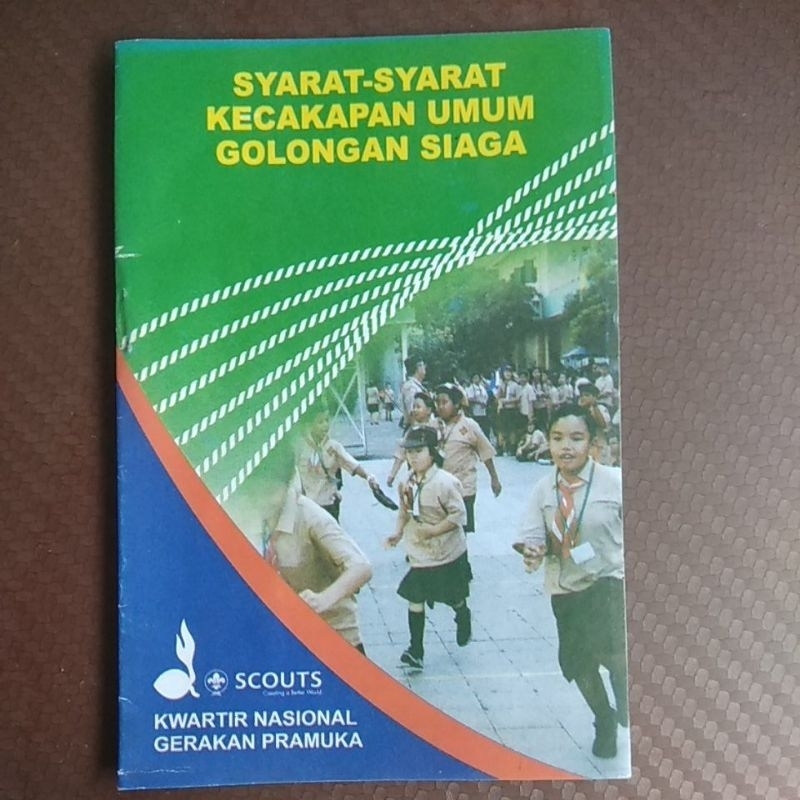 SYARAT-SYARAT
KECAKAPAN UMUM
GOLONGAN SIAGA
SCOUTS
Creating a Better World
KWARTIR NASIONAL
GERAKAN PRAMUKA